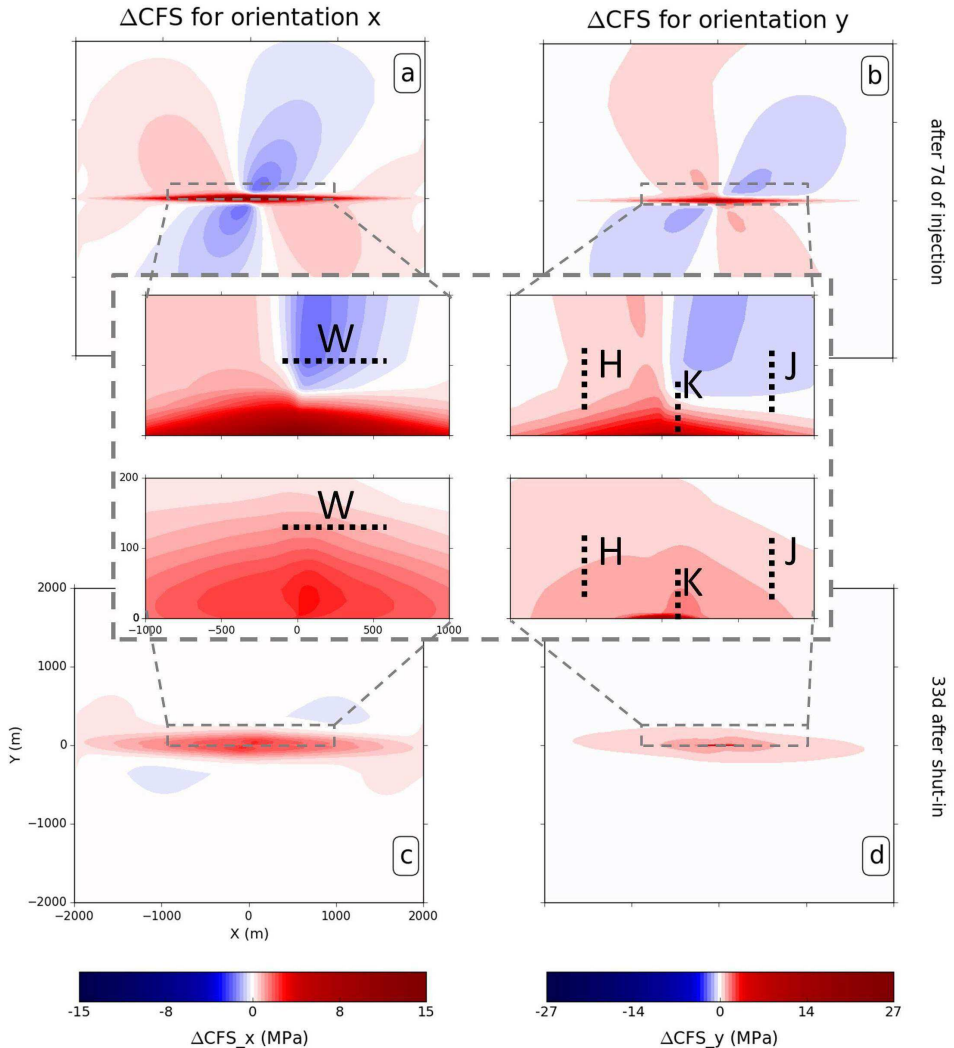 ΔCFS for orientation x
ΔCFS for orientation y
a
b
after 7d of injection
W
H
K
J
200
100
0
-1000
-500
0
500
1000
W
H
K
J
33d after shut-in
2000
1000
0
−1000
−2000
Y (m)
−2000
−1000
0
1000
2000
X (m)
c
d
-15
-8
0
8
15
ΔCFS_x (MPa)
-27
-14
0
14
27
ΔCFS_y (MPa)